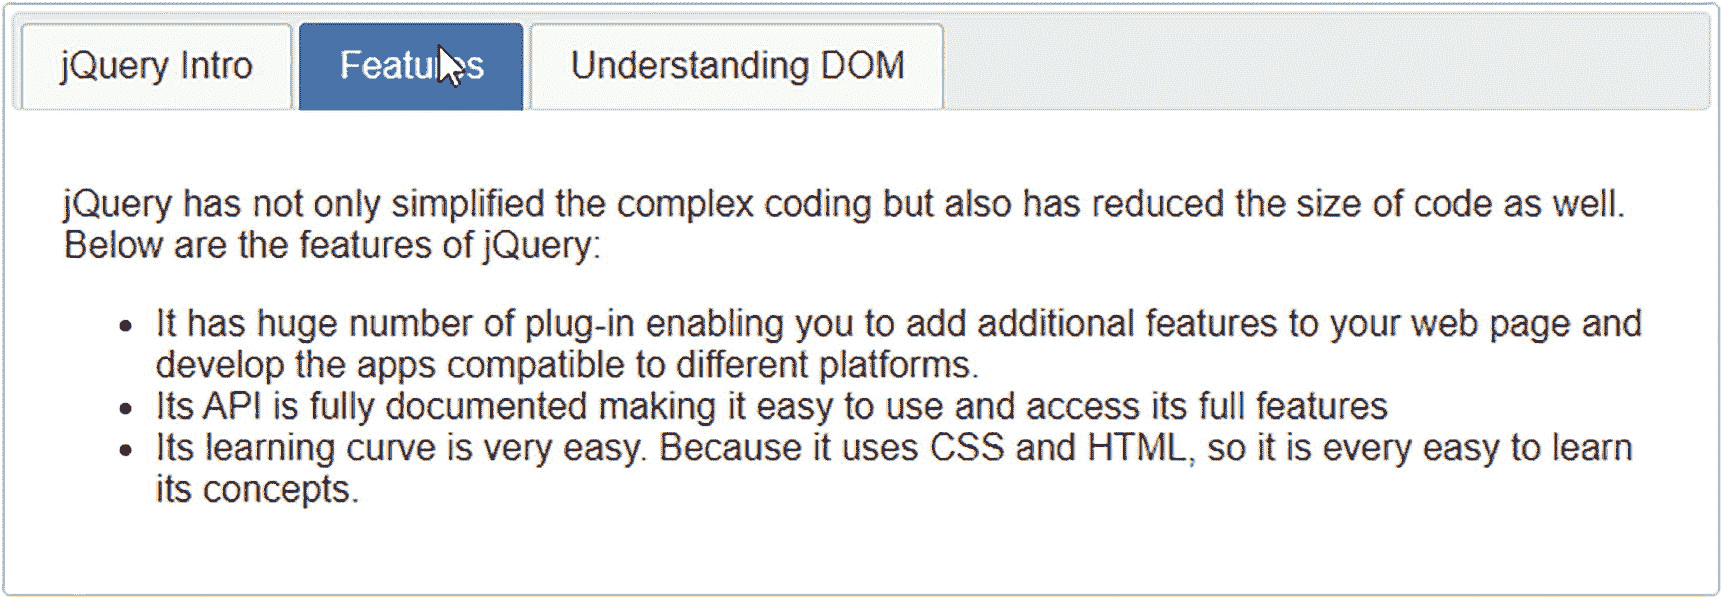 jQuery Intro Features Understanding DOM
jQuery has not only simplified the complex coding but also has reduced the size of code as well.
Below are the features of jQuery:
• It has huge number of plug-in enabling you to add additional features to your web page and
develop the apps compatible to different platforms.
• Its API is fully documented making it easy to use and access its full features
• Its learning curve is very easy. Because it uses CSS and HTML, so it is every easy to learn
its concepts.